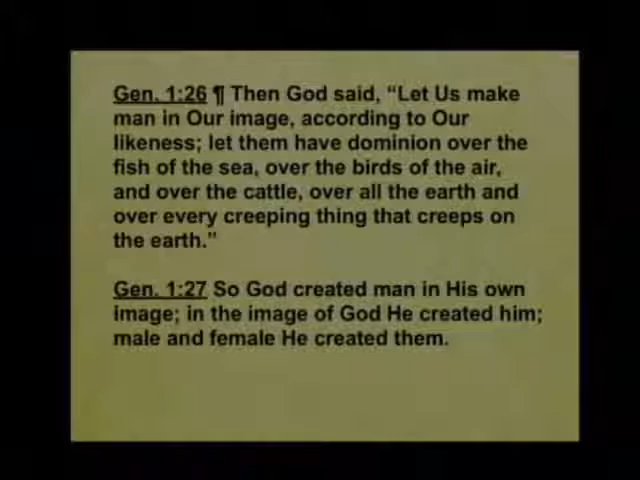 Gen. 1:26 ¶ Then God said, “Let Us make
man in Our image, according to Our
likeness; let them have dominion over the
fish of the sea, over the birds of the air,
and over the cattle, over all the earth and
over every creeping thing that creeps on
the earth.”
Gen. 1:27 So God created man in His own
image; in the image of God He created him;
male and female He created them.